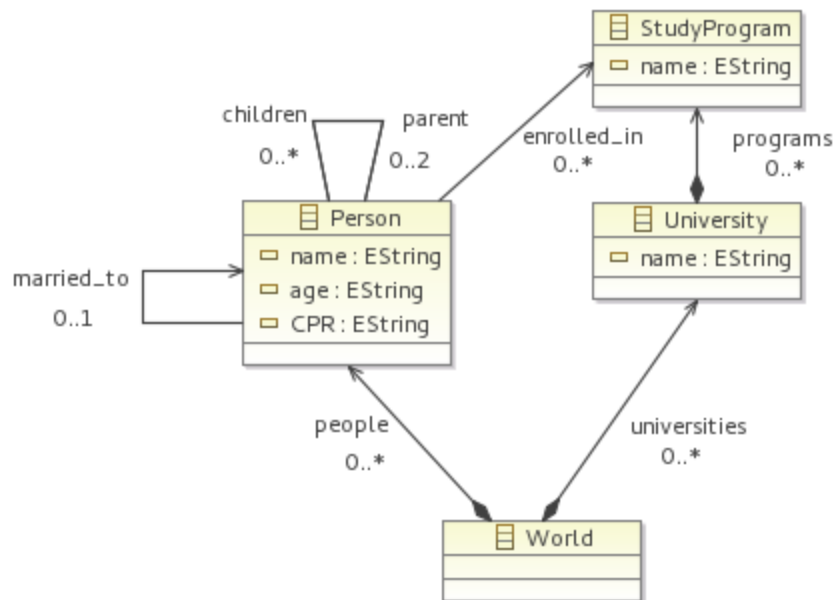 StudyProgram
name : EString
children
parent
0..*
0..2
enrolled_in
0..*
programs
0..*
Person
name : EString
age : EString
CPR : EString
University
name : EString
married_to
0..1
people
0..*
universities
0..*
World